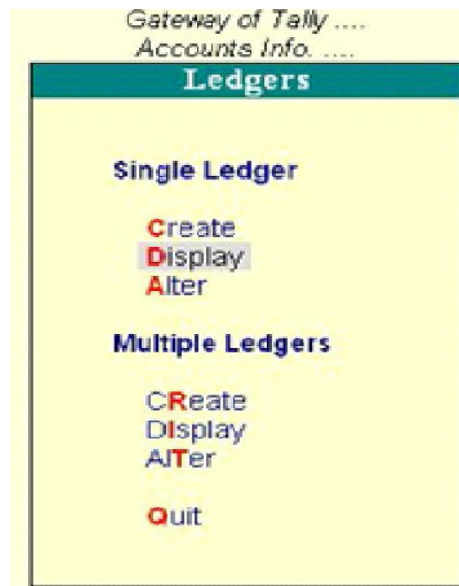 Gateway of Tally ....
Accounts Info. ....
Ledgers
Single Ledger
Create
Display
Alter
Multiple Ledgers
CReate
DIsplay
AlTer
Quit